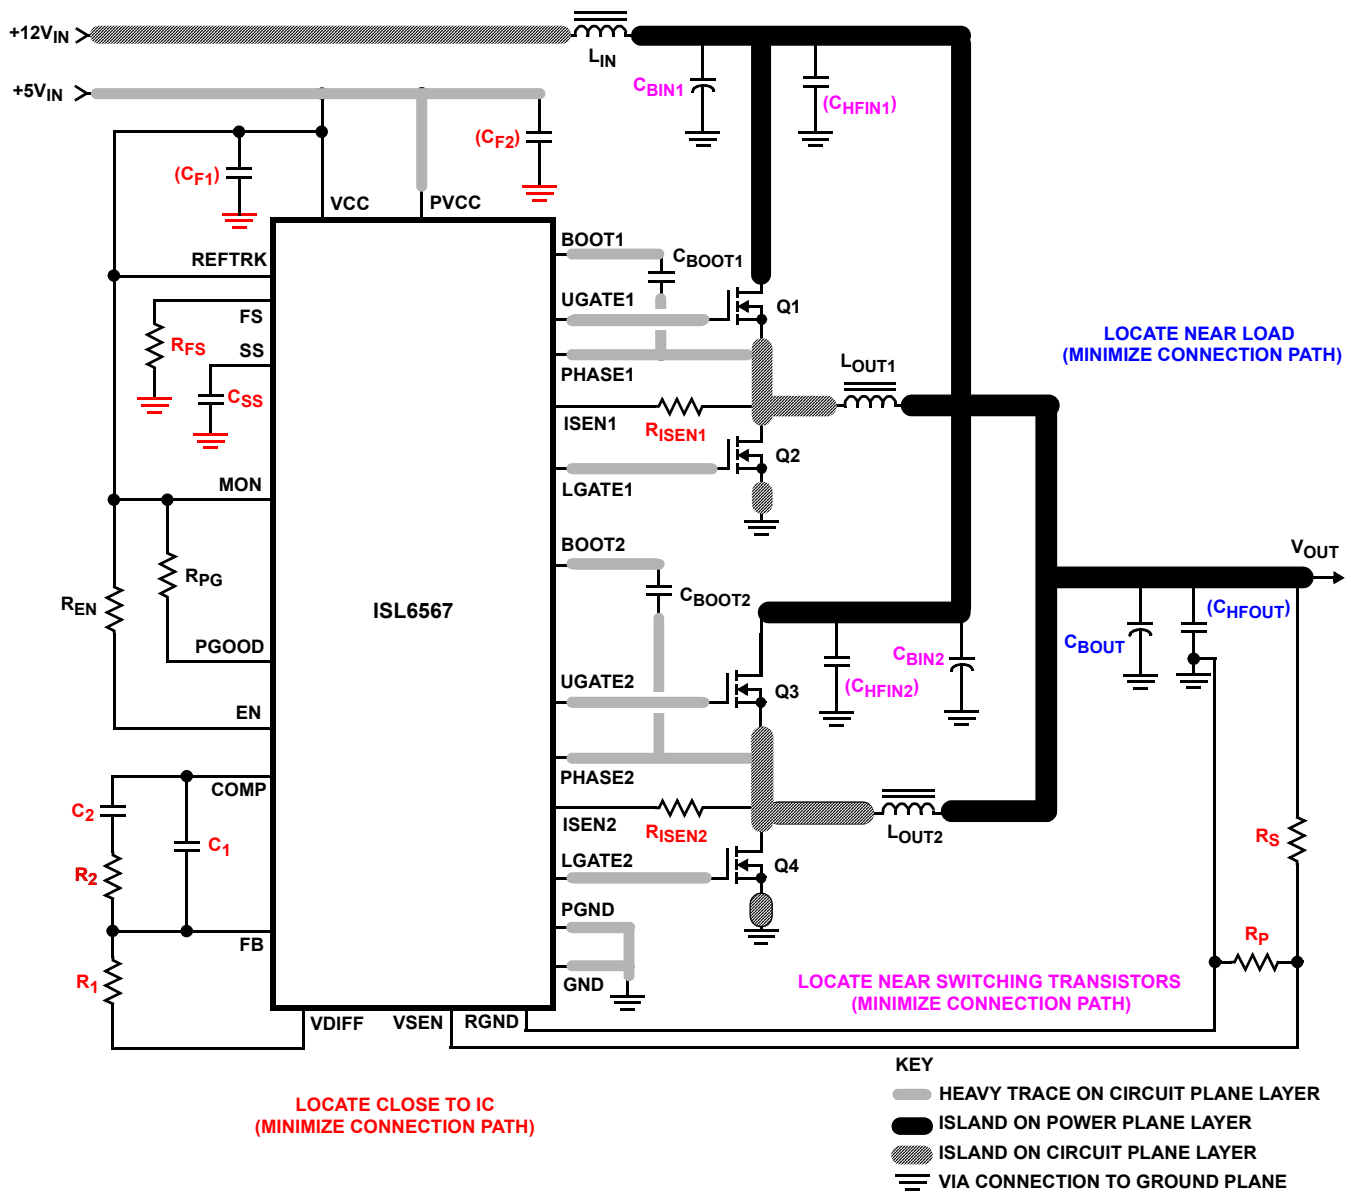 +12VIN
LIN
+5VIN
CBIN1
(CHFIN1)
(CF2)
(CF1)
VCC
PVCC
REFTRK
FS
RFS
SS
CSS
MON
RPG
REN
PGOOD
EN
COMP
C2
C1
R2
FB
R1
VDIFF
VSEN
RGND
ISL6567
BOOT1
CBOOT1
UGATE1
Q1
PHASE1
LOUT1
ISEN1
RISEN1
Q2
LGATE1
LOCATE NEAR LOAD
(MINIMIZE CONNECTION PATH)
BOOT2
CBOOT2
VOUT
(CHFOUT)
CBOUT
CBIN2
(CHFIN2)
UGATE2
Q3
PHASE2
ISEN2
RISEN2
LOUT2
LGATE2
Q4
RS
RP
PGND
GND
LOCATE NEAR SWITCHING TRANSISTORS
(MINIMIZE CONNECTION PATH)
LOCATE CLOSE TO IC
(MINIMIZE CONNECTION PATH)
KEY
HEAVY TRACE ON CIRCUIT PLANE LAYER
ISLAND ON POWER PLANE LAYER
ISLAND ON CIRCUIT PLANE LAYER
VIA CONNECTION TO GROUND PLANE